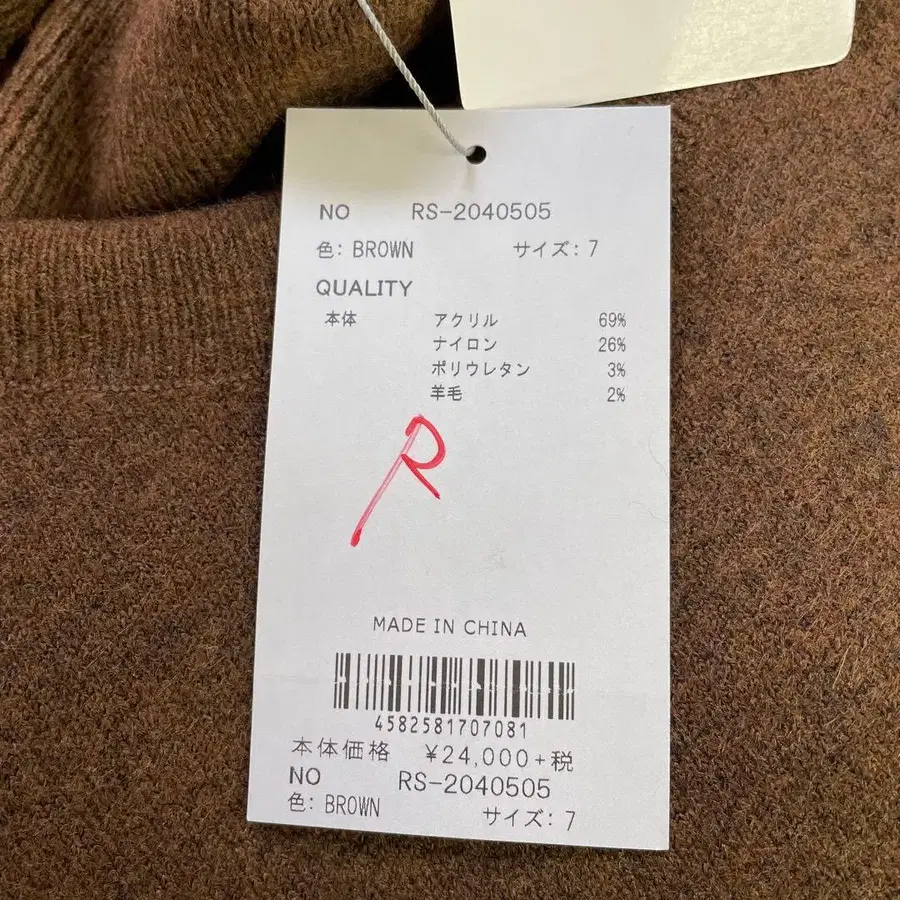 NO RS-2040505
色: BROWN サイズ: 7
QUALITY
本体 アクリル 69%
ナイロン 26%
ポリウレタン 3%
羊毛 2%
R
MADE IN CHINA
4582581707081
本体価格 ¥24,000+税
NO RS-2040505
色: BROWN サイズ: 7